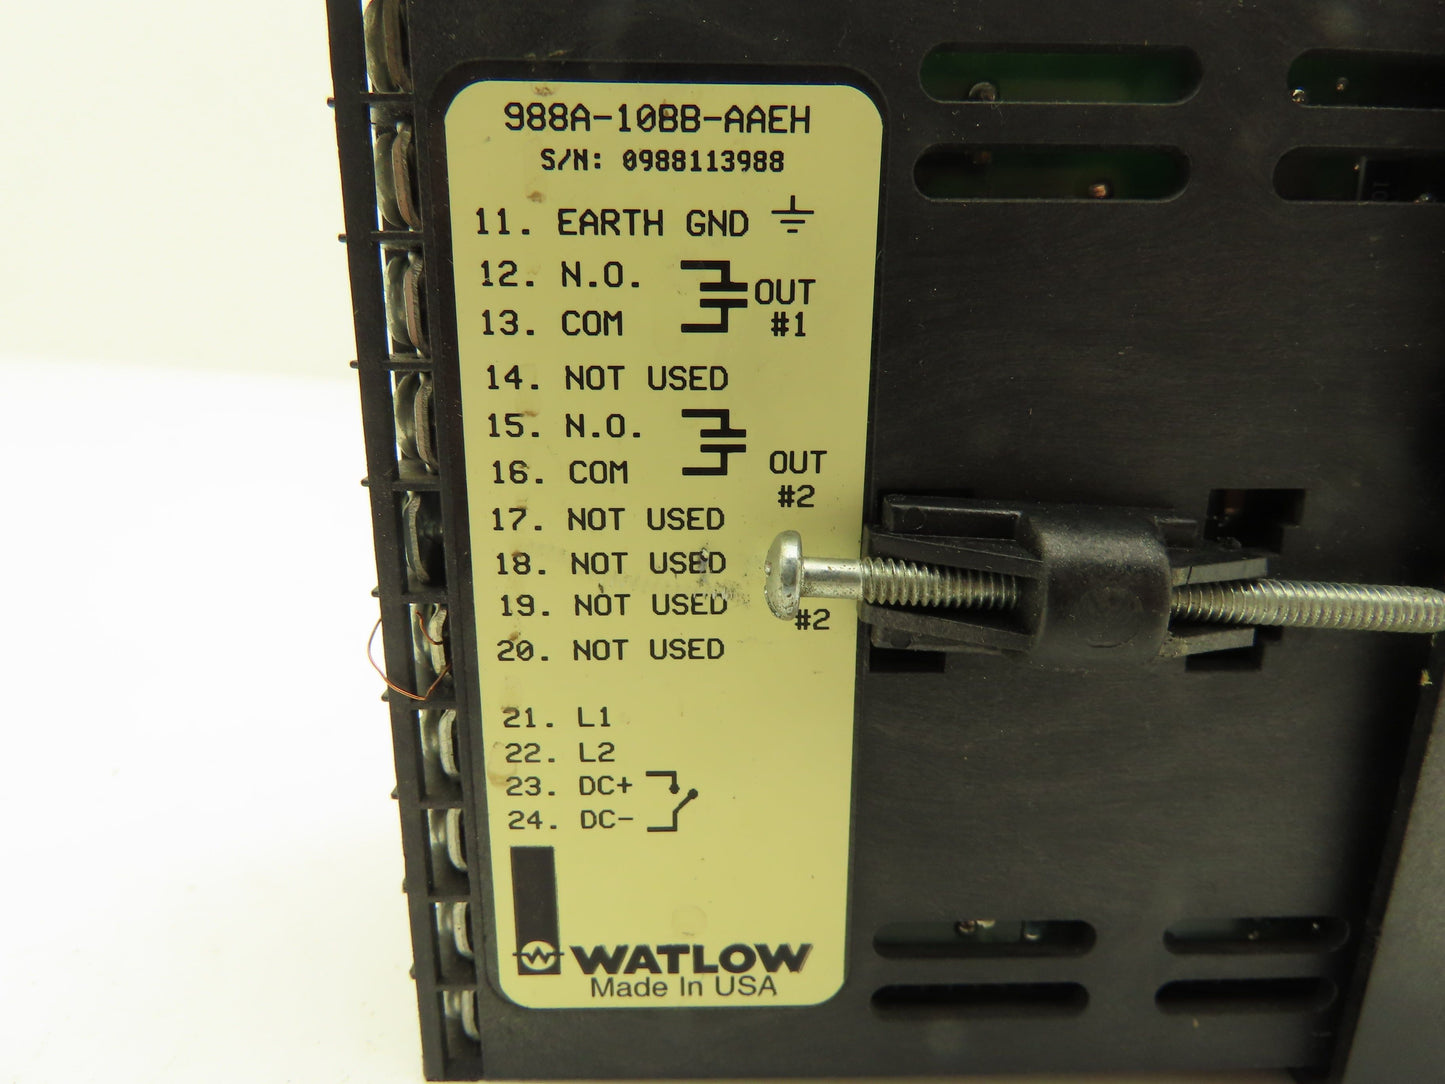 988A-10BB-AAEH
S/N: 0988113988
11. EARTH GND
12. N.O.
13. COM
OUT
#1
14. NOT USED
15. N.O.
16. COM
OUT
#2
17. NOT USED
18. NOT USED
19. NOT USED
#2
20. NOT USED
21. L1
22. L2
23. DC+
24. DC-
WATLOW
Made In USA